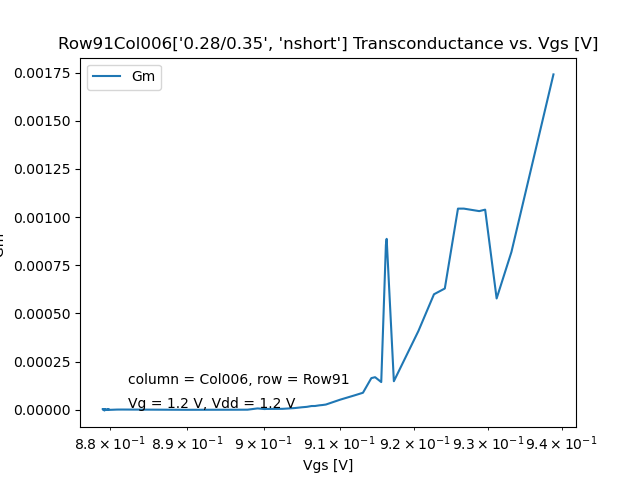 Row91Col006['0.28/0.35', 'nshort'] Transconductance vs. Vgs [V]
Gm
0.00175
0.00150
0.00125
0.00100
0.00075
0.00050
0.00025
0.00000
Gm
column = Col006, row = Row91
Vg = 1.2 V, Vdd = 1.2 V
8.8 × 10⁻¹ 8.9 × 10⁻¹ 9 × 10⁻¹ 9.1 × 10⁻¹ 9.2 × 10⁻¹ 9.3 × 10⁻¹ 9.4 × 10⁻¹
Vgs [V]